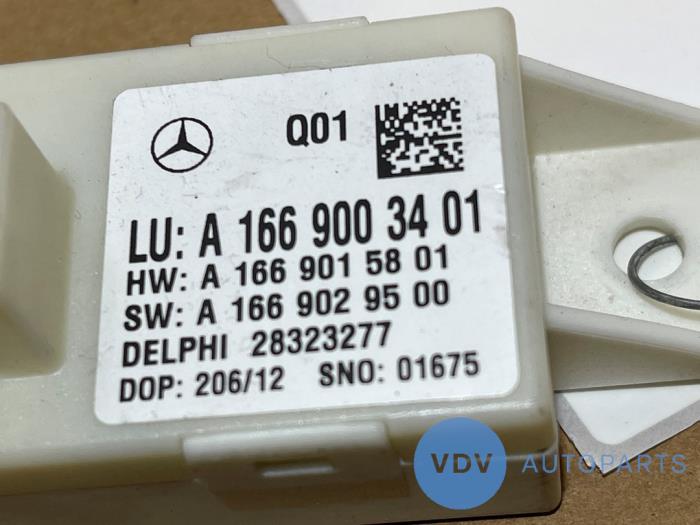 Q01
LU: A 166 900 34 01
HW: A 166 901 58 01
SW: A 166 902 95 00
DELPHI 28323277
DOP: 206/12 SNO: 01675
VDV AUTOPARTS